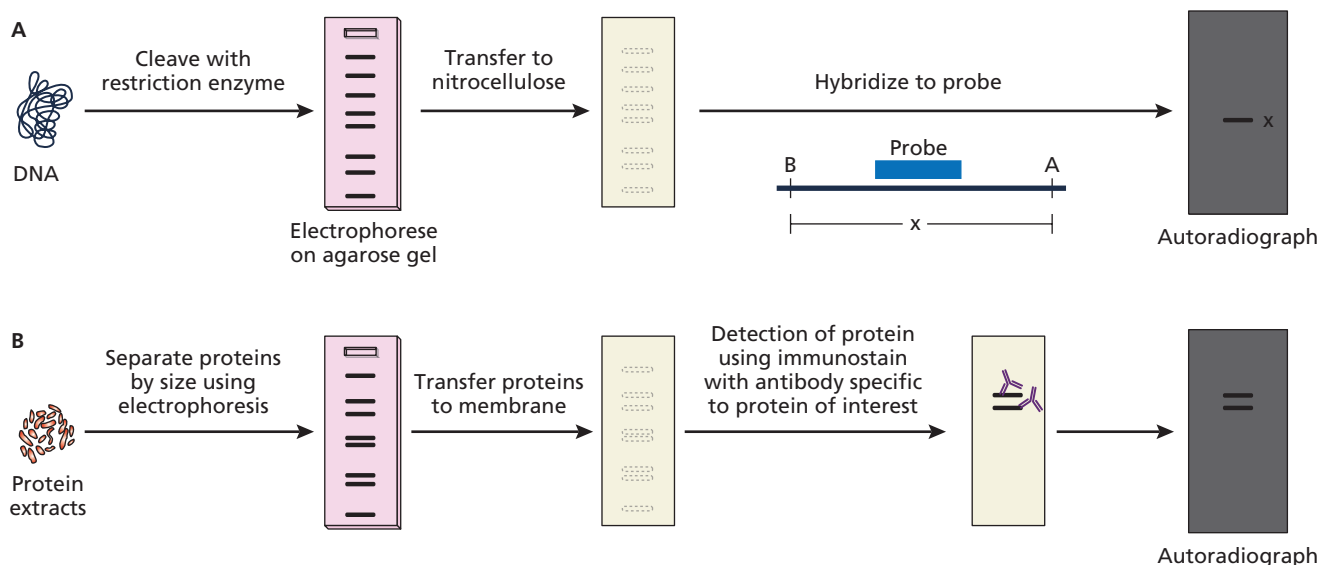 A
Cleave with
restriction enzyme
Transfer to
nitrocellulose
Hybridize to probe
DNA
Electrophorese
on agarose gel
Probe
B
A
x
x
Autoradiograph
B
Separate proteins
by size using
electrophoresis
Transfer proteins
to membrane
Detection of protein
using immunostain
with antibody specific
to protein of interest
Protein
extracts
Autoradiograph